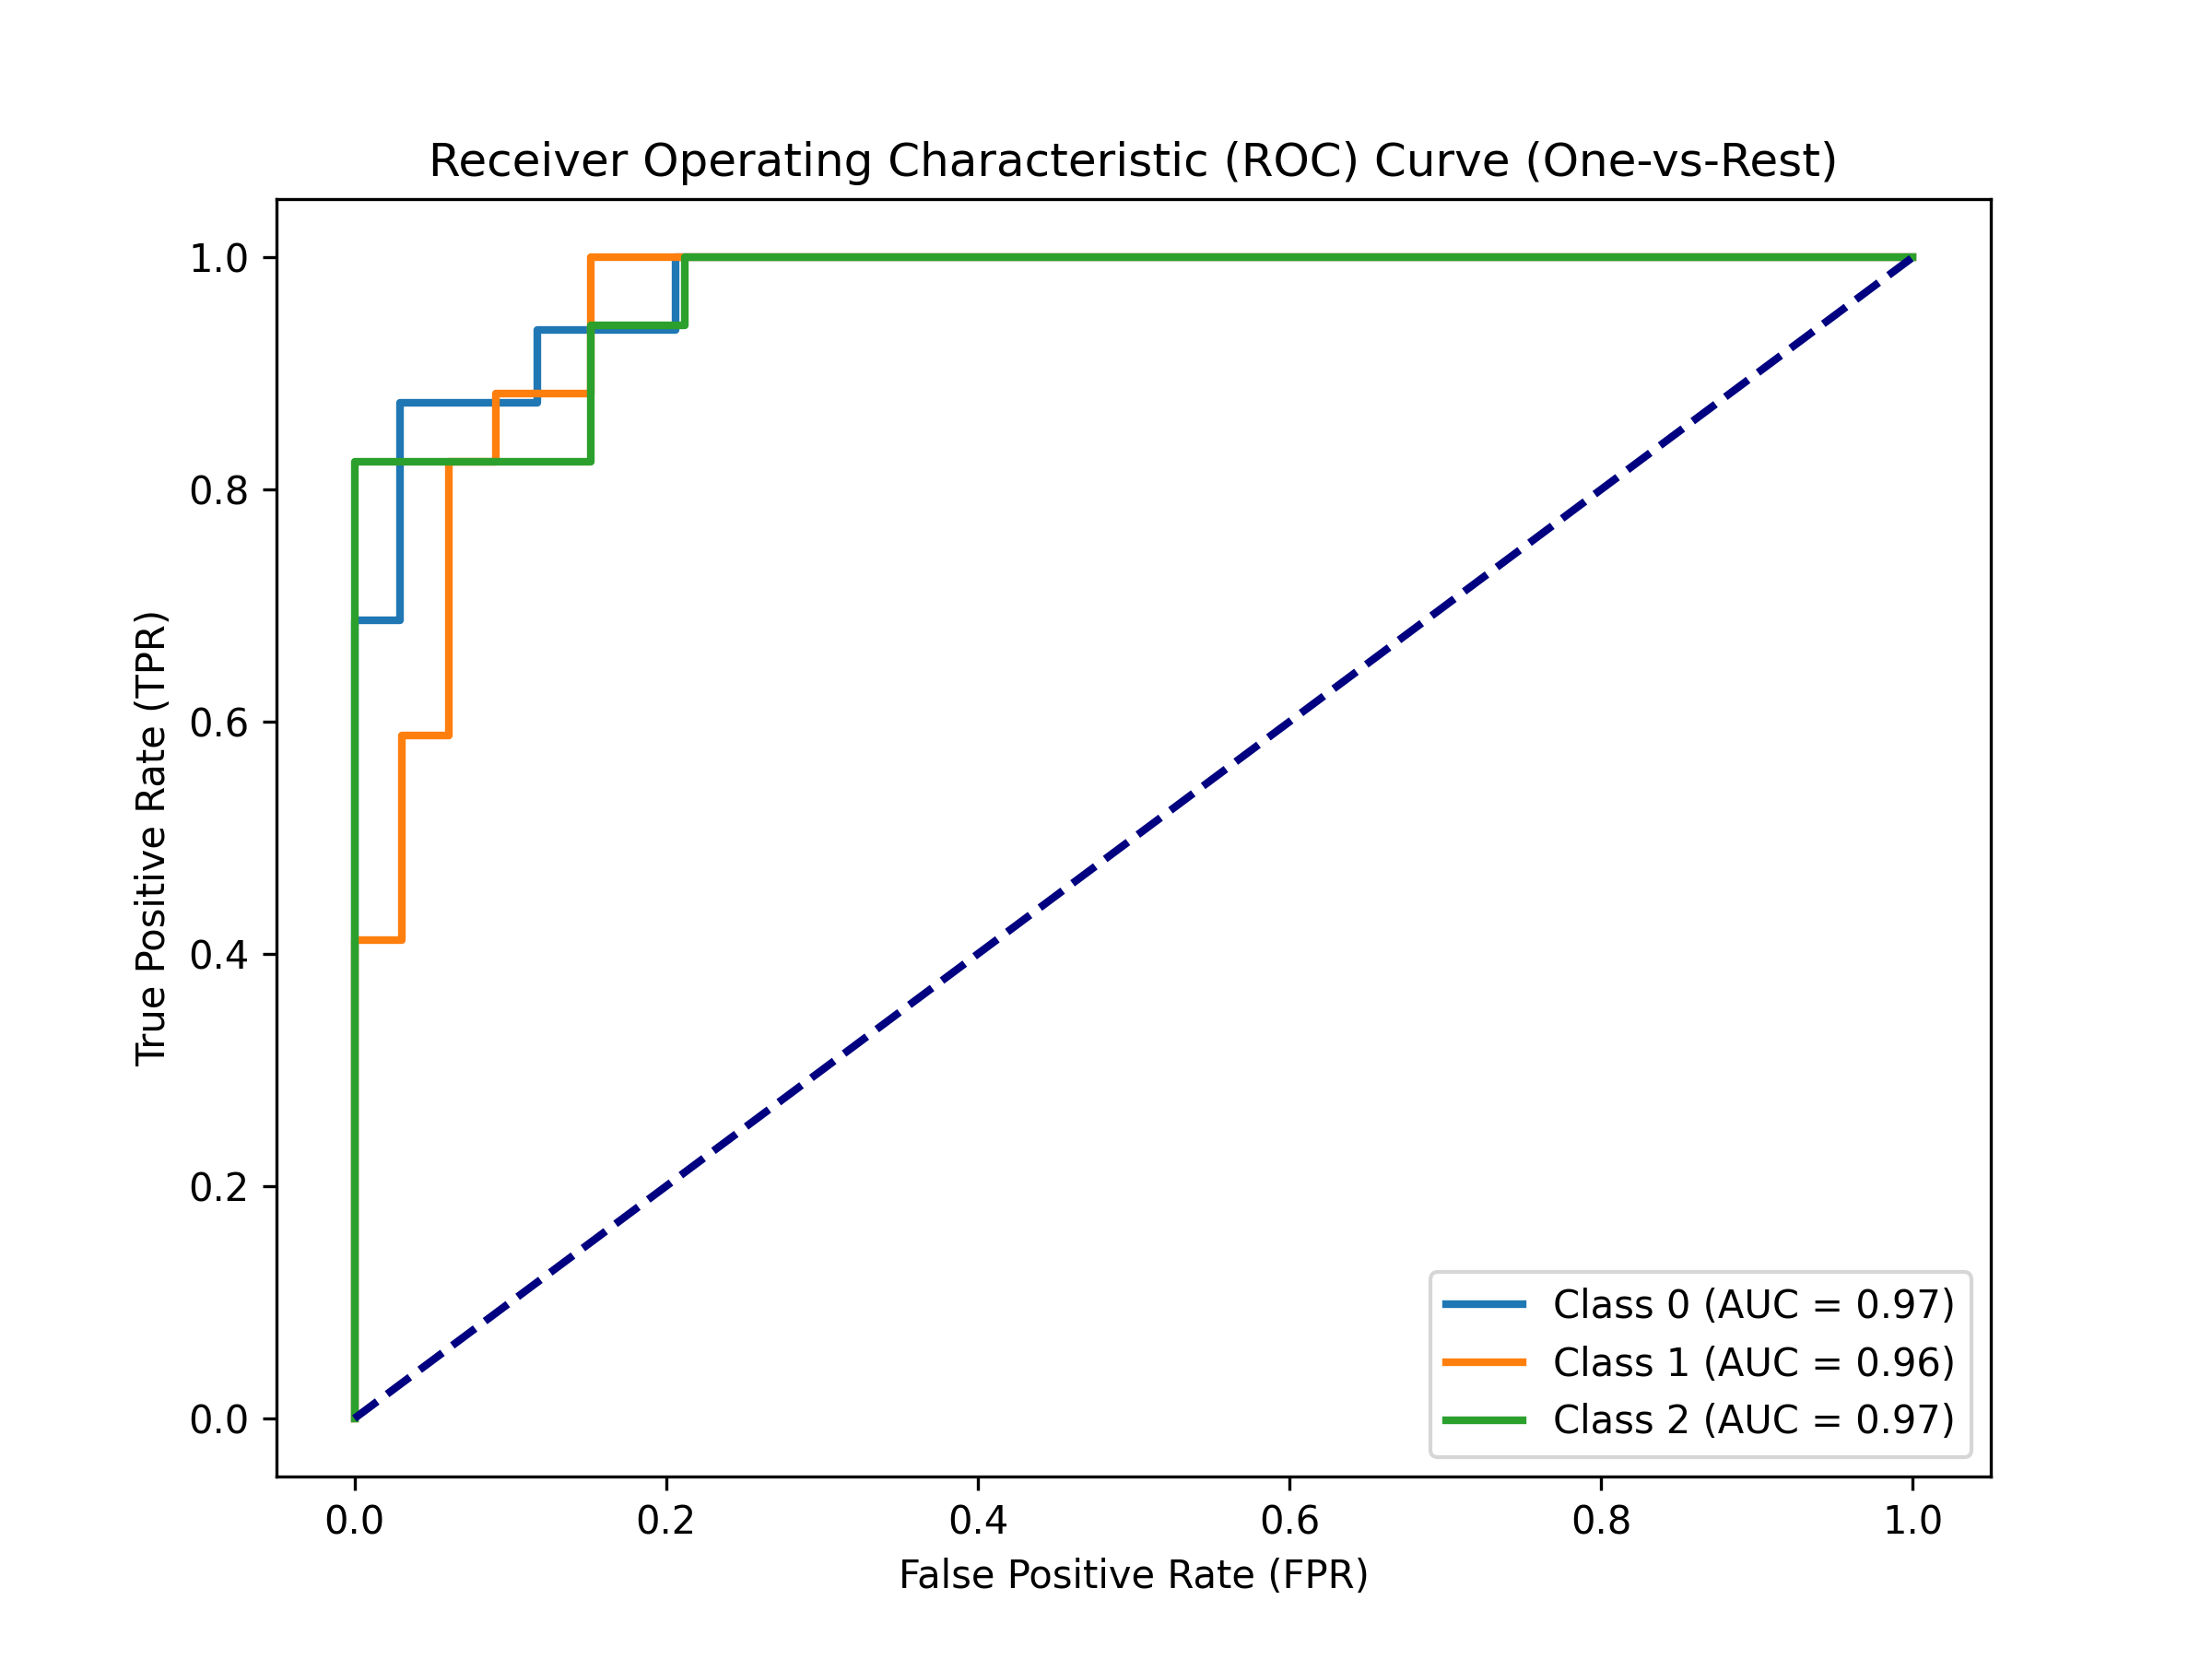 Receiver Operating Characteristic (ROC) Curve (One-vs-Rest)
1.0
0.8
0.6
0.4
0.2
0.0
True Positive Rate (TPR)
Class 0 (AUC = 0.97)
Class 1 (AUC = 0.96)
Class 2 (AUC = 0.97)
0.0 0.2 0.4 0.6 0.8 1.0
False Positive Rate (FPR)